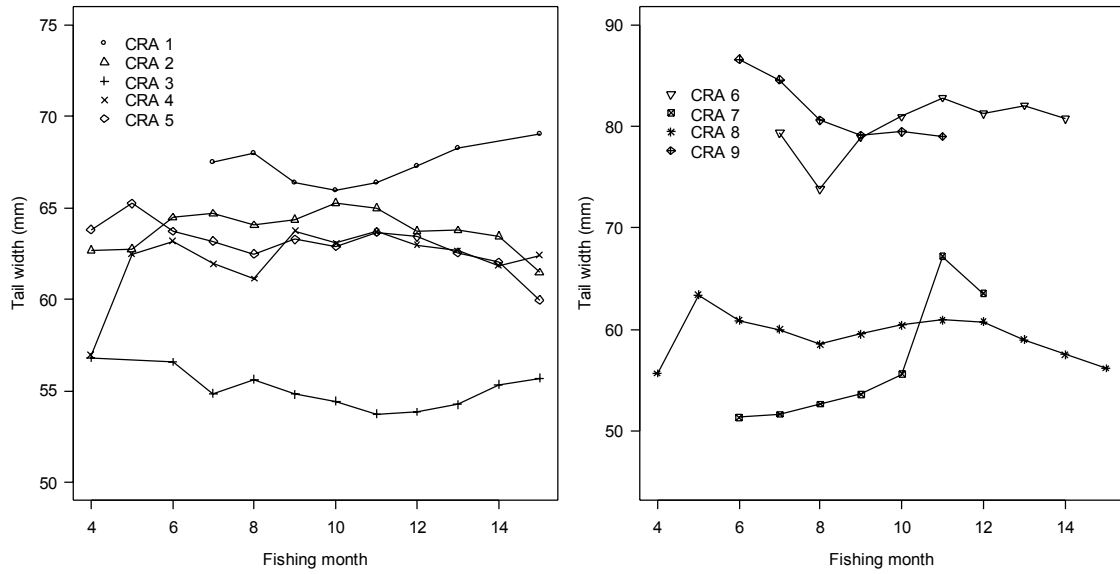 75
70
65
60
55
50
Tail width (mm)
CRA 1
CRA 2
CRA 3
CRA 4
CRA 5
4 6 8 10 12 14
Fishing month
90
80
70
60
50
Tail width (mm)
CRA 6
CRA 7
CRA 8
CRA 9
4 6 8 10 12 14
Fishing month